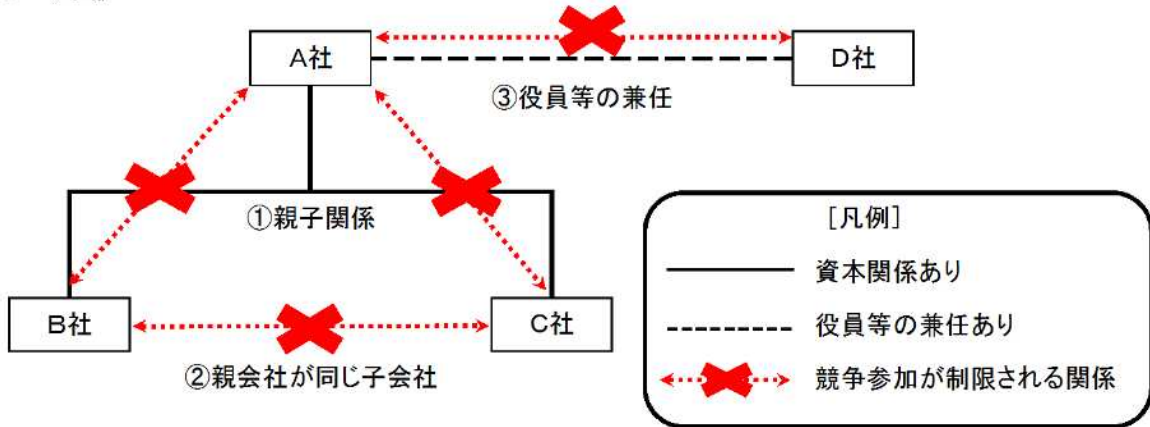 A社
D社
③役員等の兼任
①親子関係
B社
C社
②親会社が同じ子会社
［凡例］
資本関係あり
役員等の兼任あり
競争参加が制限される関係